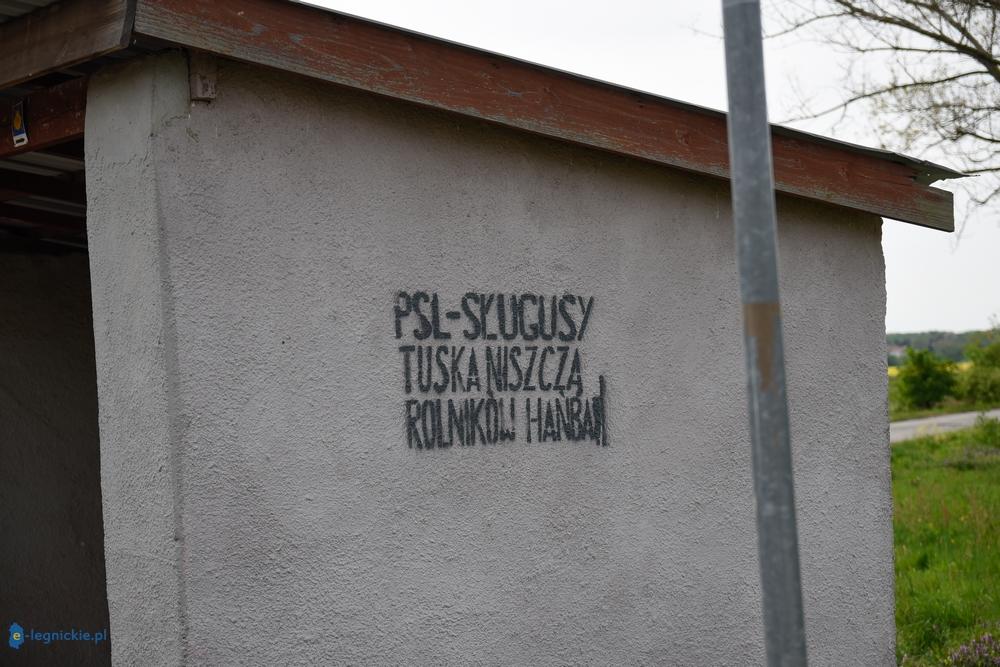 PSL-SŁUGUSY
TUSKA NISZCZĄ
ROLNIKÓW HAŃBA!
e-legnickie.pl